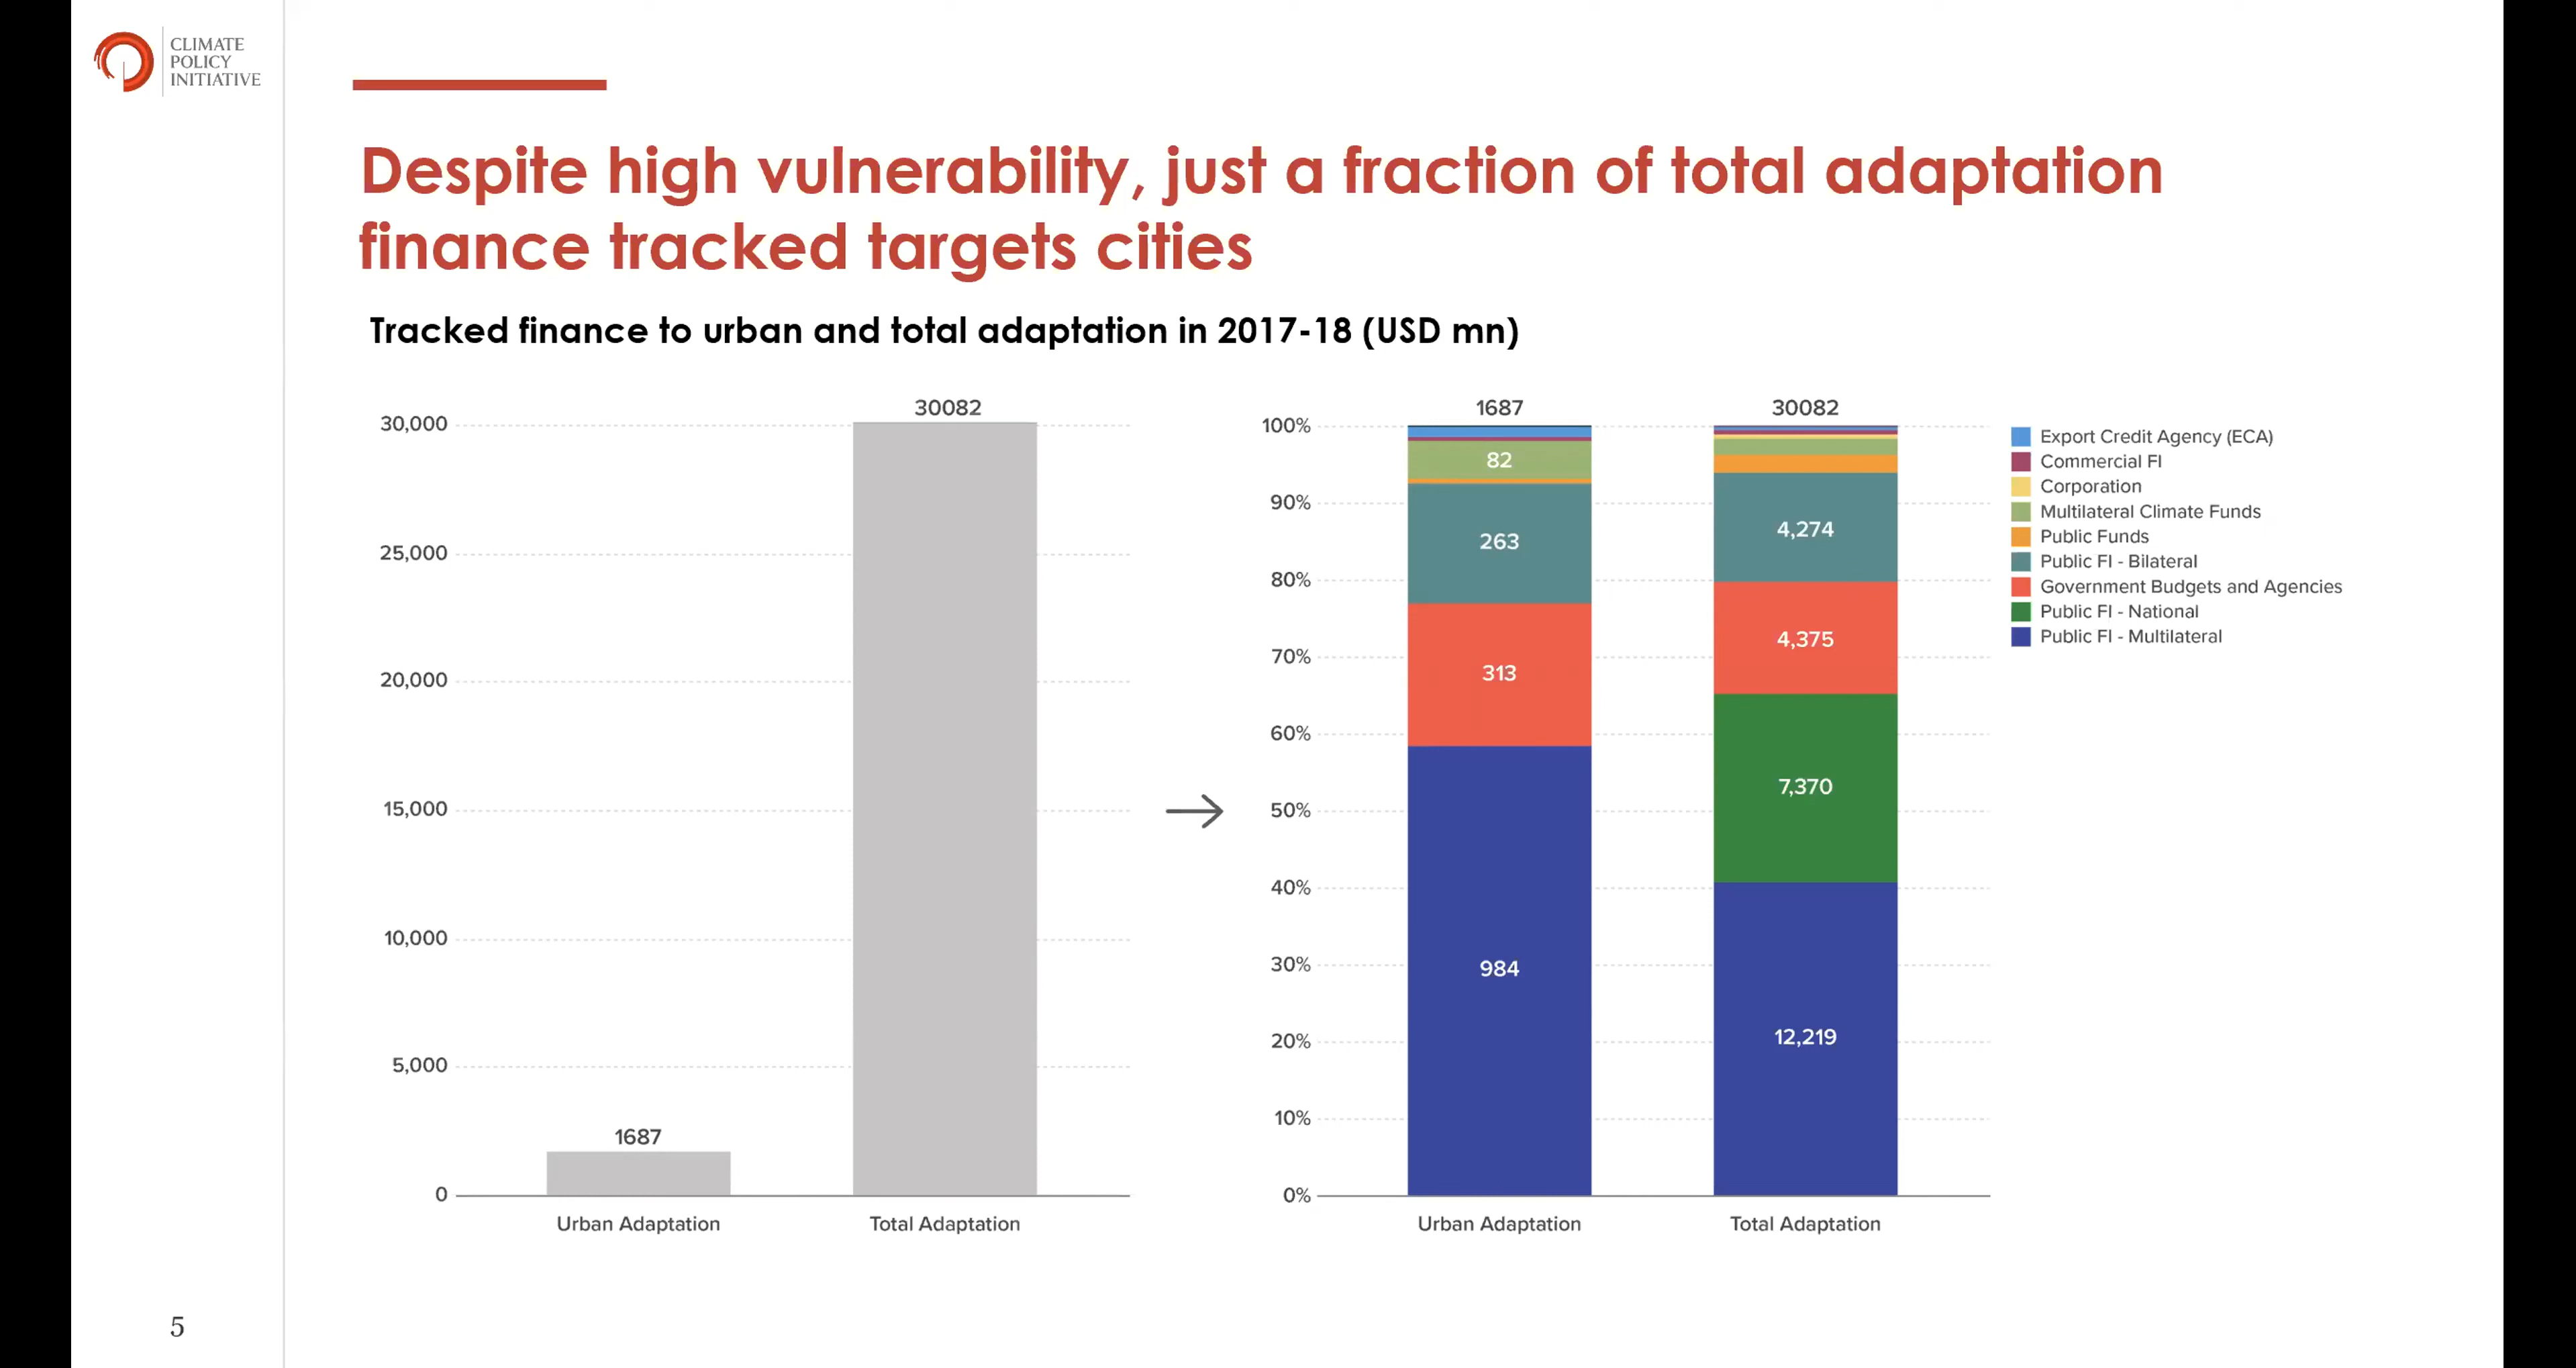 CLIMATE
POLICY
INITIATIVE
Despite high vulnerability, just a fraction of total adaptation
finance tracked targets cities
Tracked finance to urban and total adaptation in 2017-18 (USD mn)
30082
30,000
25,000
20,000
15,000
10,000
5,000
1687
0
Urban Adaptation
Total Adaptation
1687
30082
100%
90%
80%
70%
60%
50%
40%
30%
20%
10%
0%
82
263
313
984
4,274
4,375
7,370
12,219
Urban Adaptation
Total Adaptation
Export Credit Agency (ECA)
Commercial FI
Corporation
Multilateral Climate Funds
Public Funds
Public FI - Bilateral
Government Budgets and Agencies
Public FI - National
Public FI - Multilateral
5